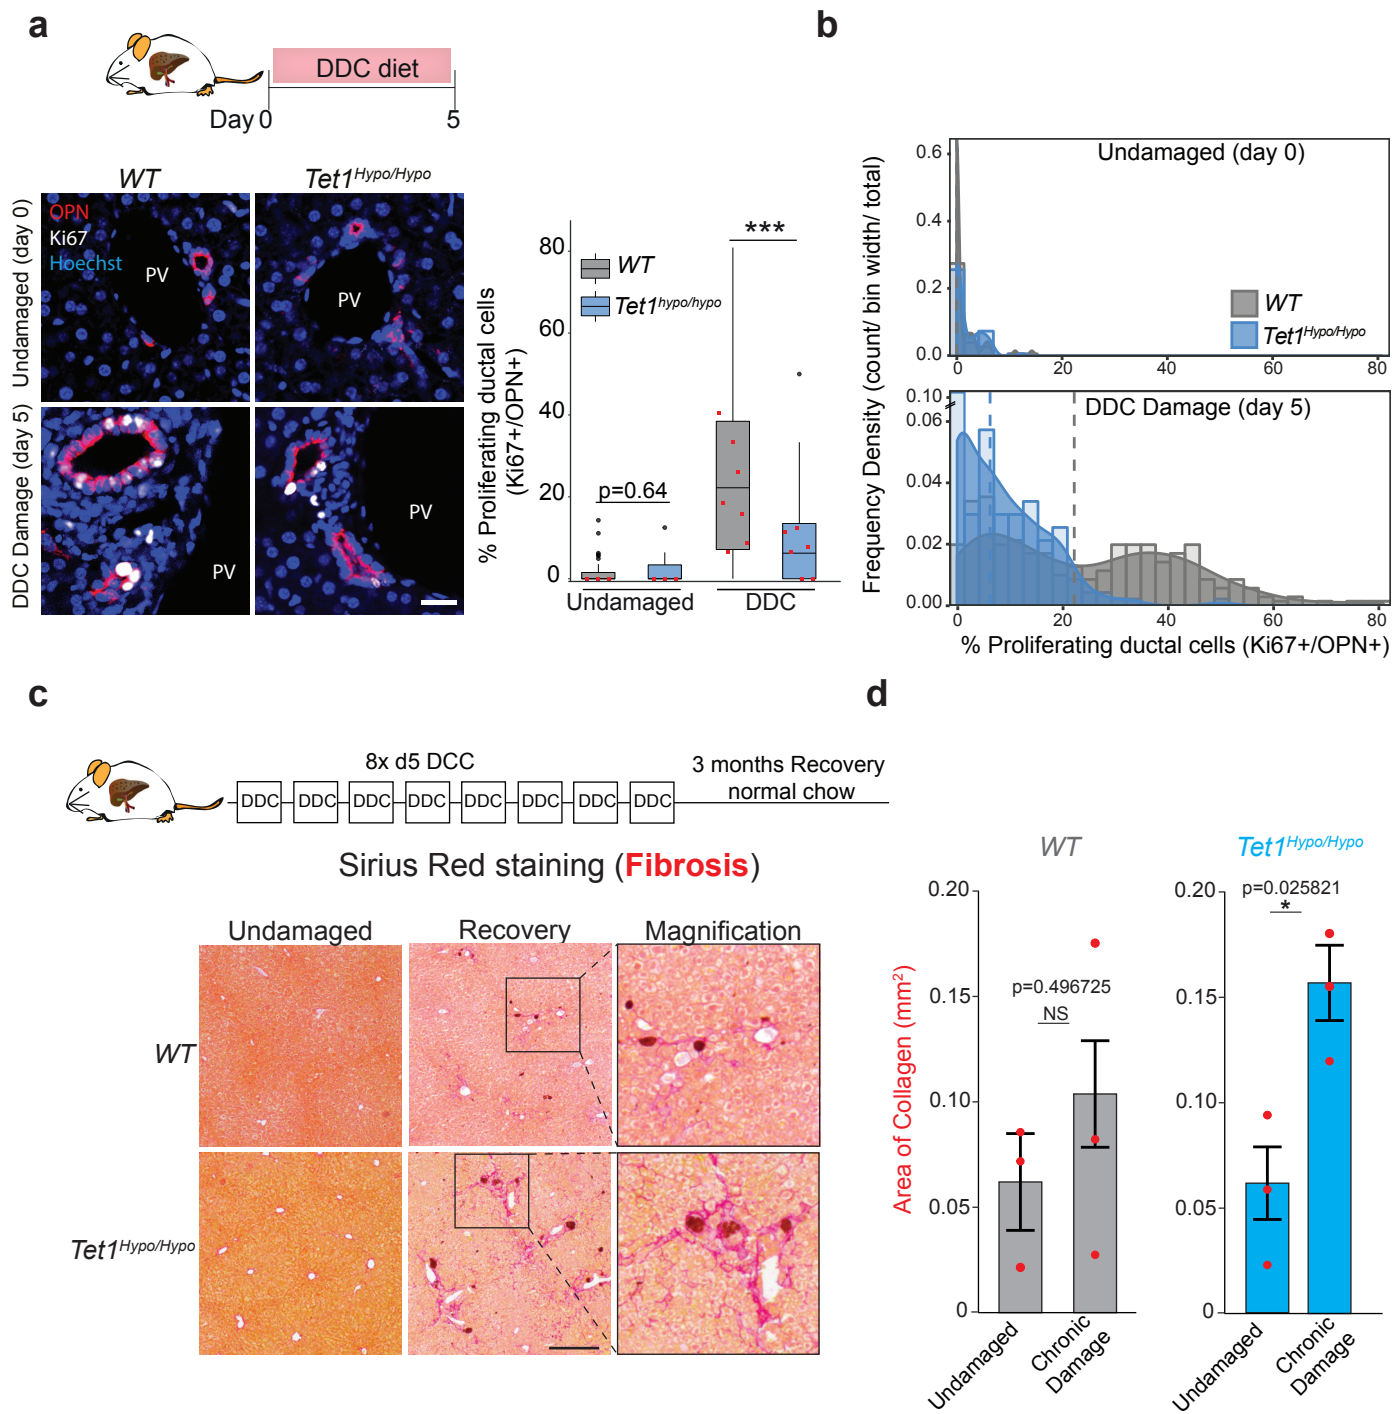 a
DDC diet
Day 0
5
WT
Tet1Hypo/Hypo
Undamaged (day 0)
OPN
Ki67
Hoechst
PV
PV
DDC Damage (day 5)
PV
PV
% Proliferating ductal cells
(Ki67+/OPN+)
80
60
40
20
0
WT
Tet1hypo/hypo
***
p=0.64
Undamaged
DDC
b
Frequency Density (count/ bin width/ total)
Undamaged (day 0)
0.6
0.4
0.2
0.0
WT
Tet1Hypo/Hypo
0
20
40
60
80
DDC Damage (day 5)
0.10
0.06
0.04
0.02
0.00
0
20
40
60
80
% Proliferating ductal cells (Ki67+/OPN+)
c
8x d5 DCC
3 months Recovery
normal chow
DDC DDC DDC DDC DDC DDC DDC DDC
Sirius Red staining (Fibrosis)
Undamaged
Recovery
Magnification
WT
Tet1Hypo/Hypo
d
WT
Tet1Hypo/Hypo
Area of Collagen (mm²)
0.20
0.15
0.10
0.05
0
p=0.496725
NS
Undamaged
Chronic
Damage
0.20
0.15
0.10
0.05
0
p=0.025821
*
Undamaged
Chronic
Damage